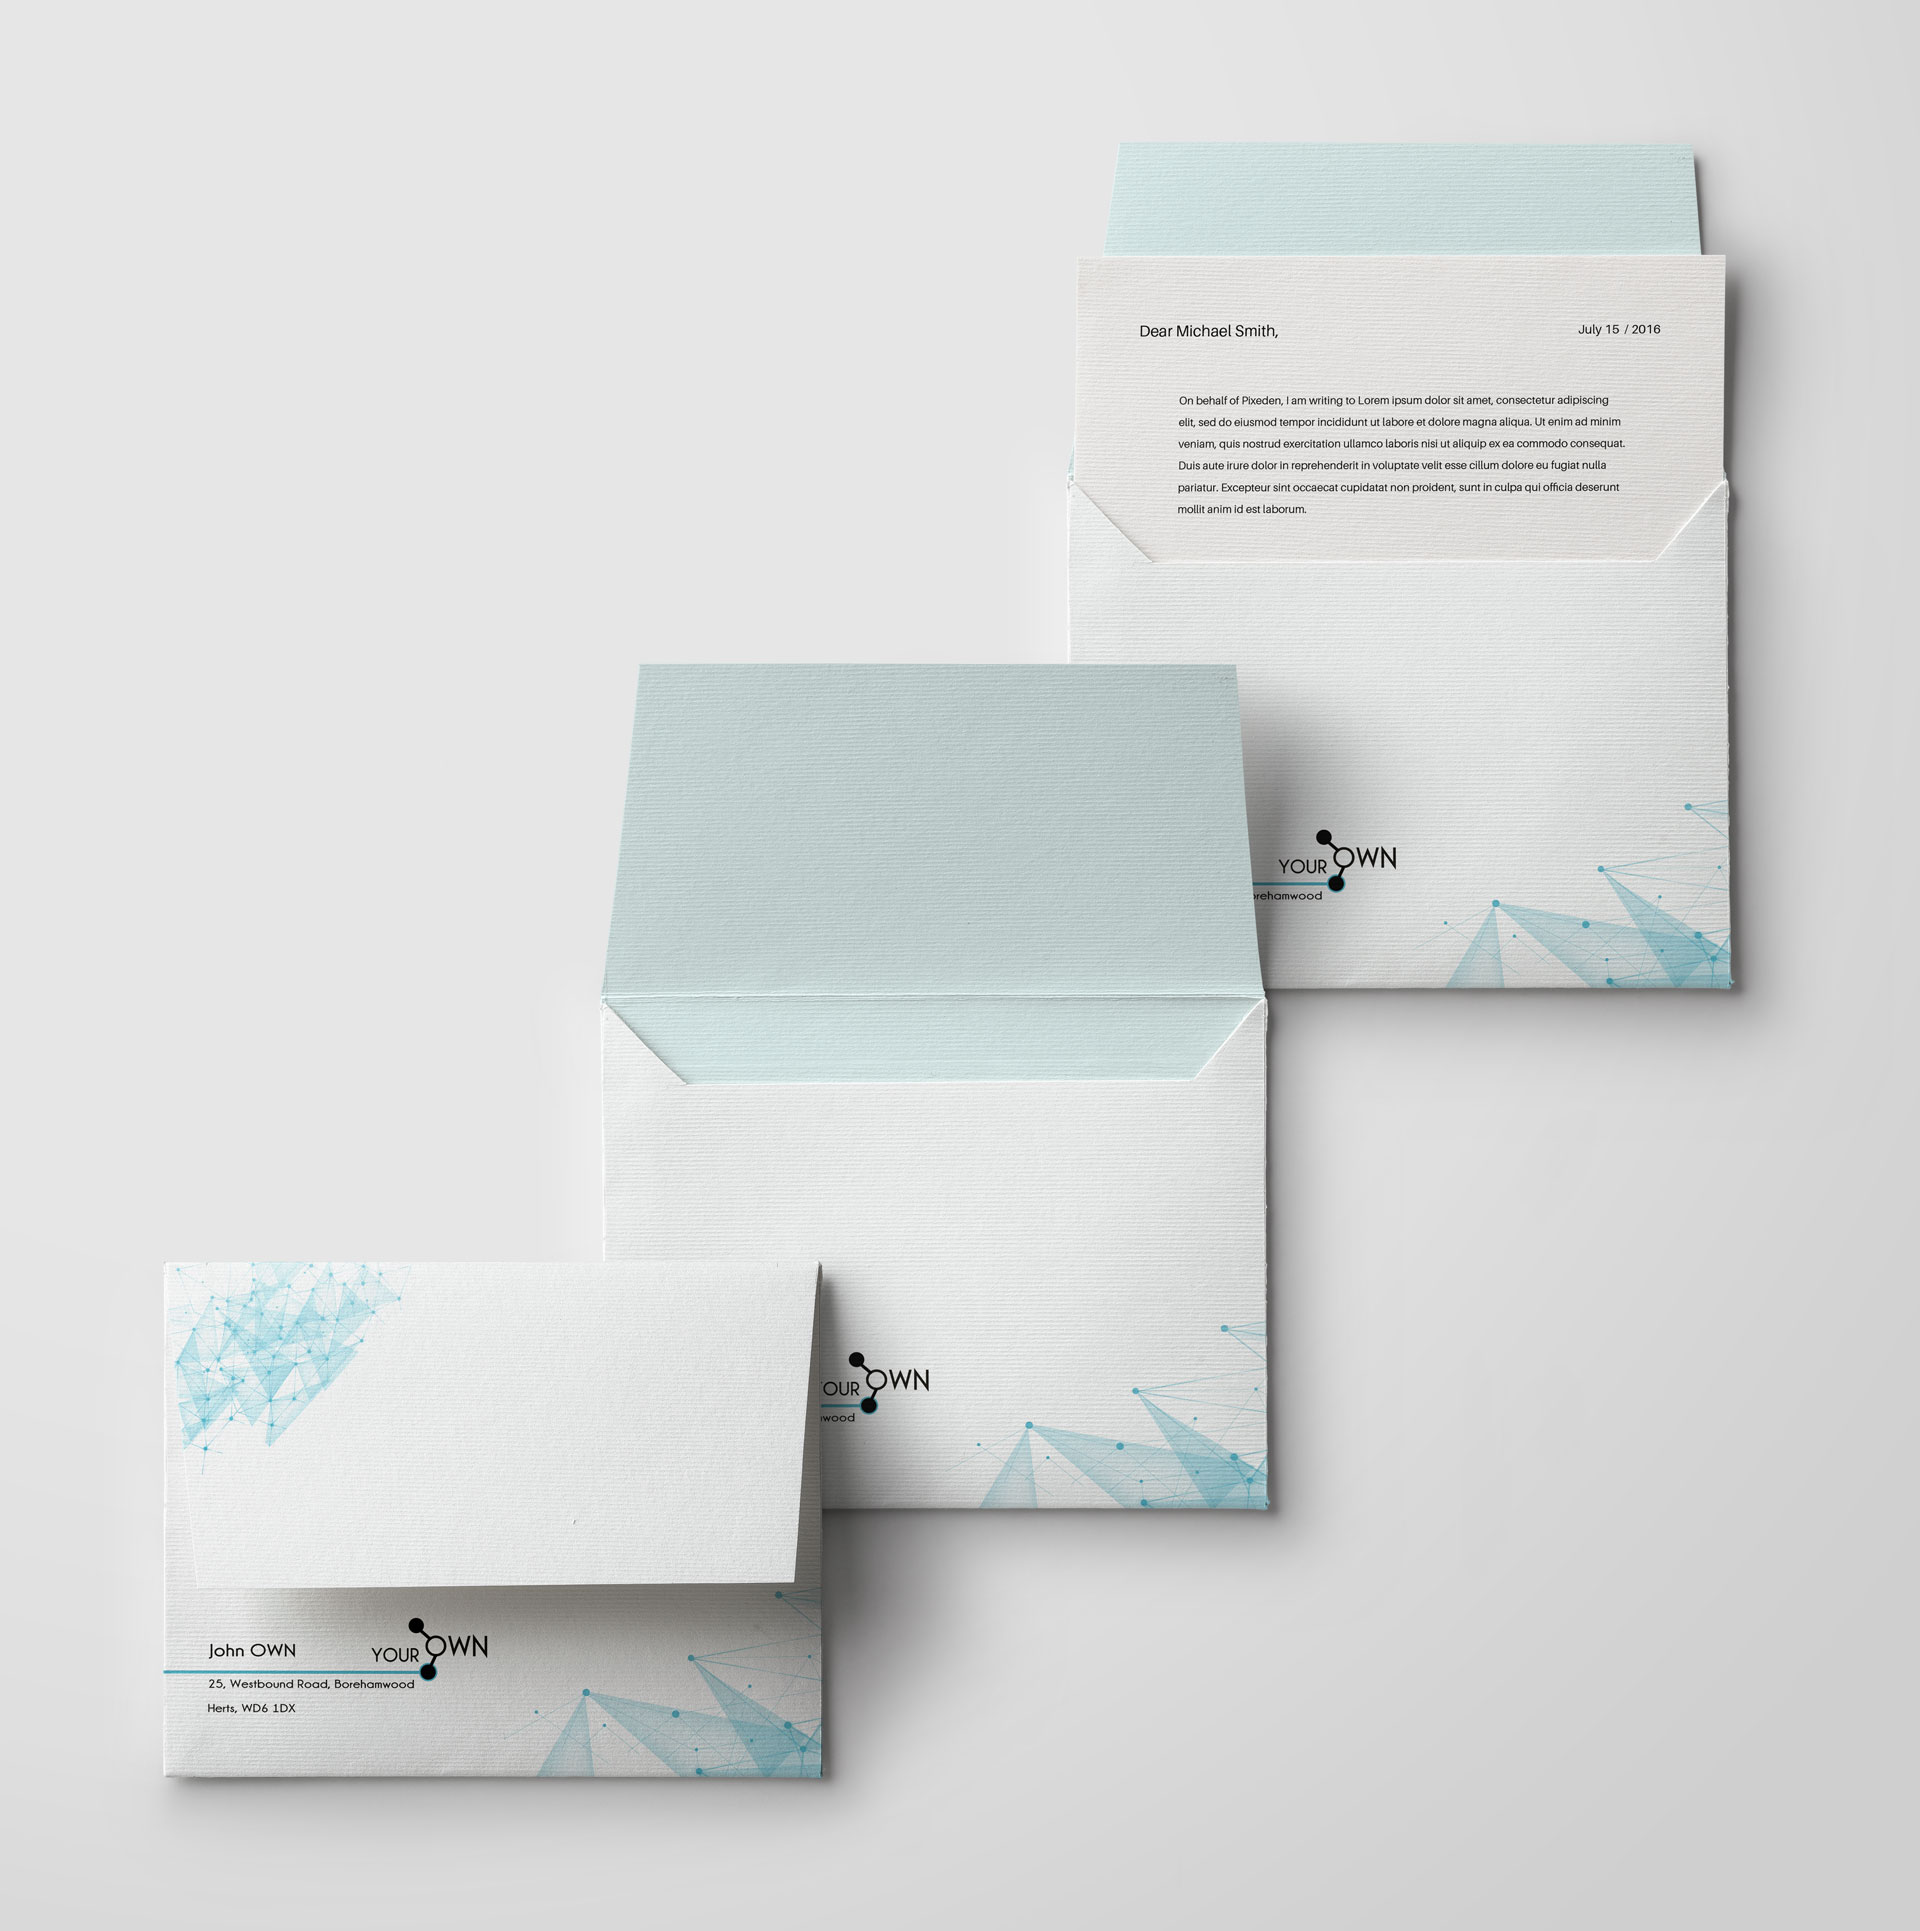 Dear Michael Smith,
July 15 / 2016
On behalf of Pixeden, I am writing to Lorem ipsum dolor sit amet, consectetur adipiscing
elit, sed do eiusmod tempor incididunt ut labore et dolore magna aliqua. Ut enim ad minim
veniam, quis nostrud exercitation ullamco laboris nisi ut aliquip ex ea commodo consequat.
Duis aute irure dolor in reprehenderit in voluptate velit esse cillum dolore eu fugiat nulla
pariatur. Excepteur sint occaecat cupidatat non proident, sunt in culpa qui officia deserunt
mollit anim id est laborum.
YOUR OWN
orehamwood
OUR OWN
wood
John OWN
YOUR OWN
25, Westbound Road, Borehamwood
Herts, WD6 1DX